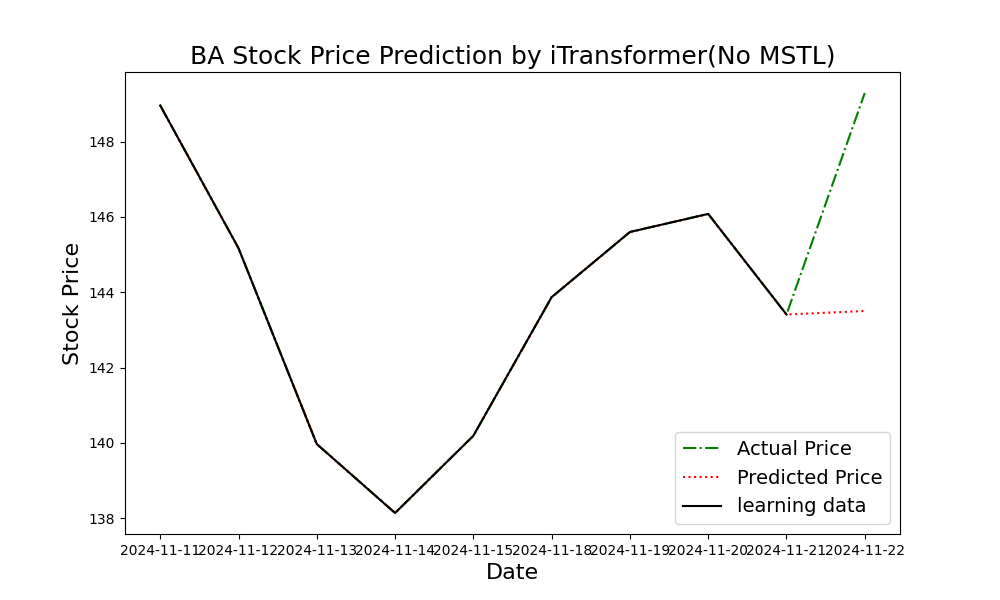 BA Stock Price Prediction by iTransformer(No MSTL)
148
146
144
142
140
138
Stock Price
Actual Price
Predicted Price
learning data
2024-11-11
2024-11-12
2024-11-13
2024-11-14
2024-11-15
2024-11-18
2024-11-19
2024-11-20
2024-11-21
2024-11-22
Date